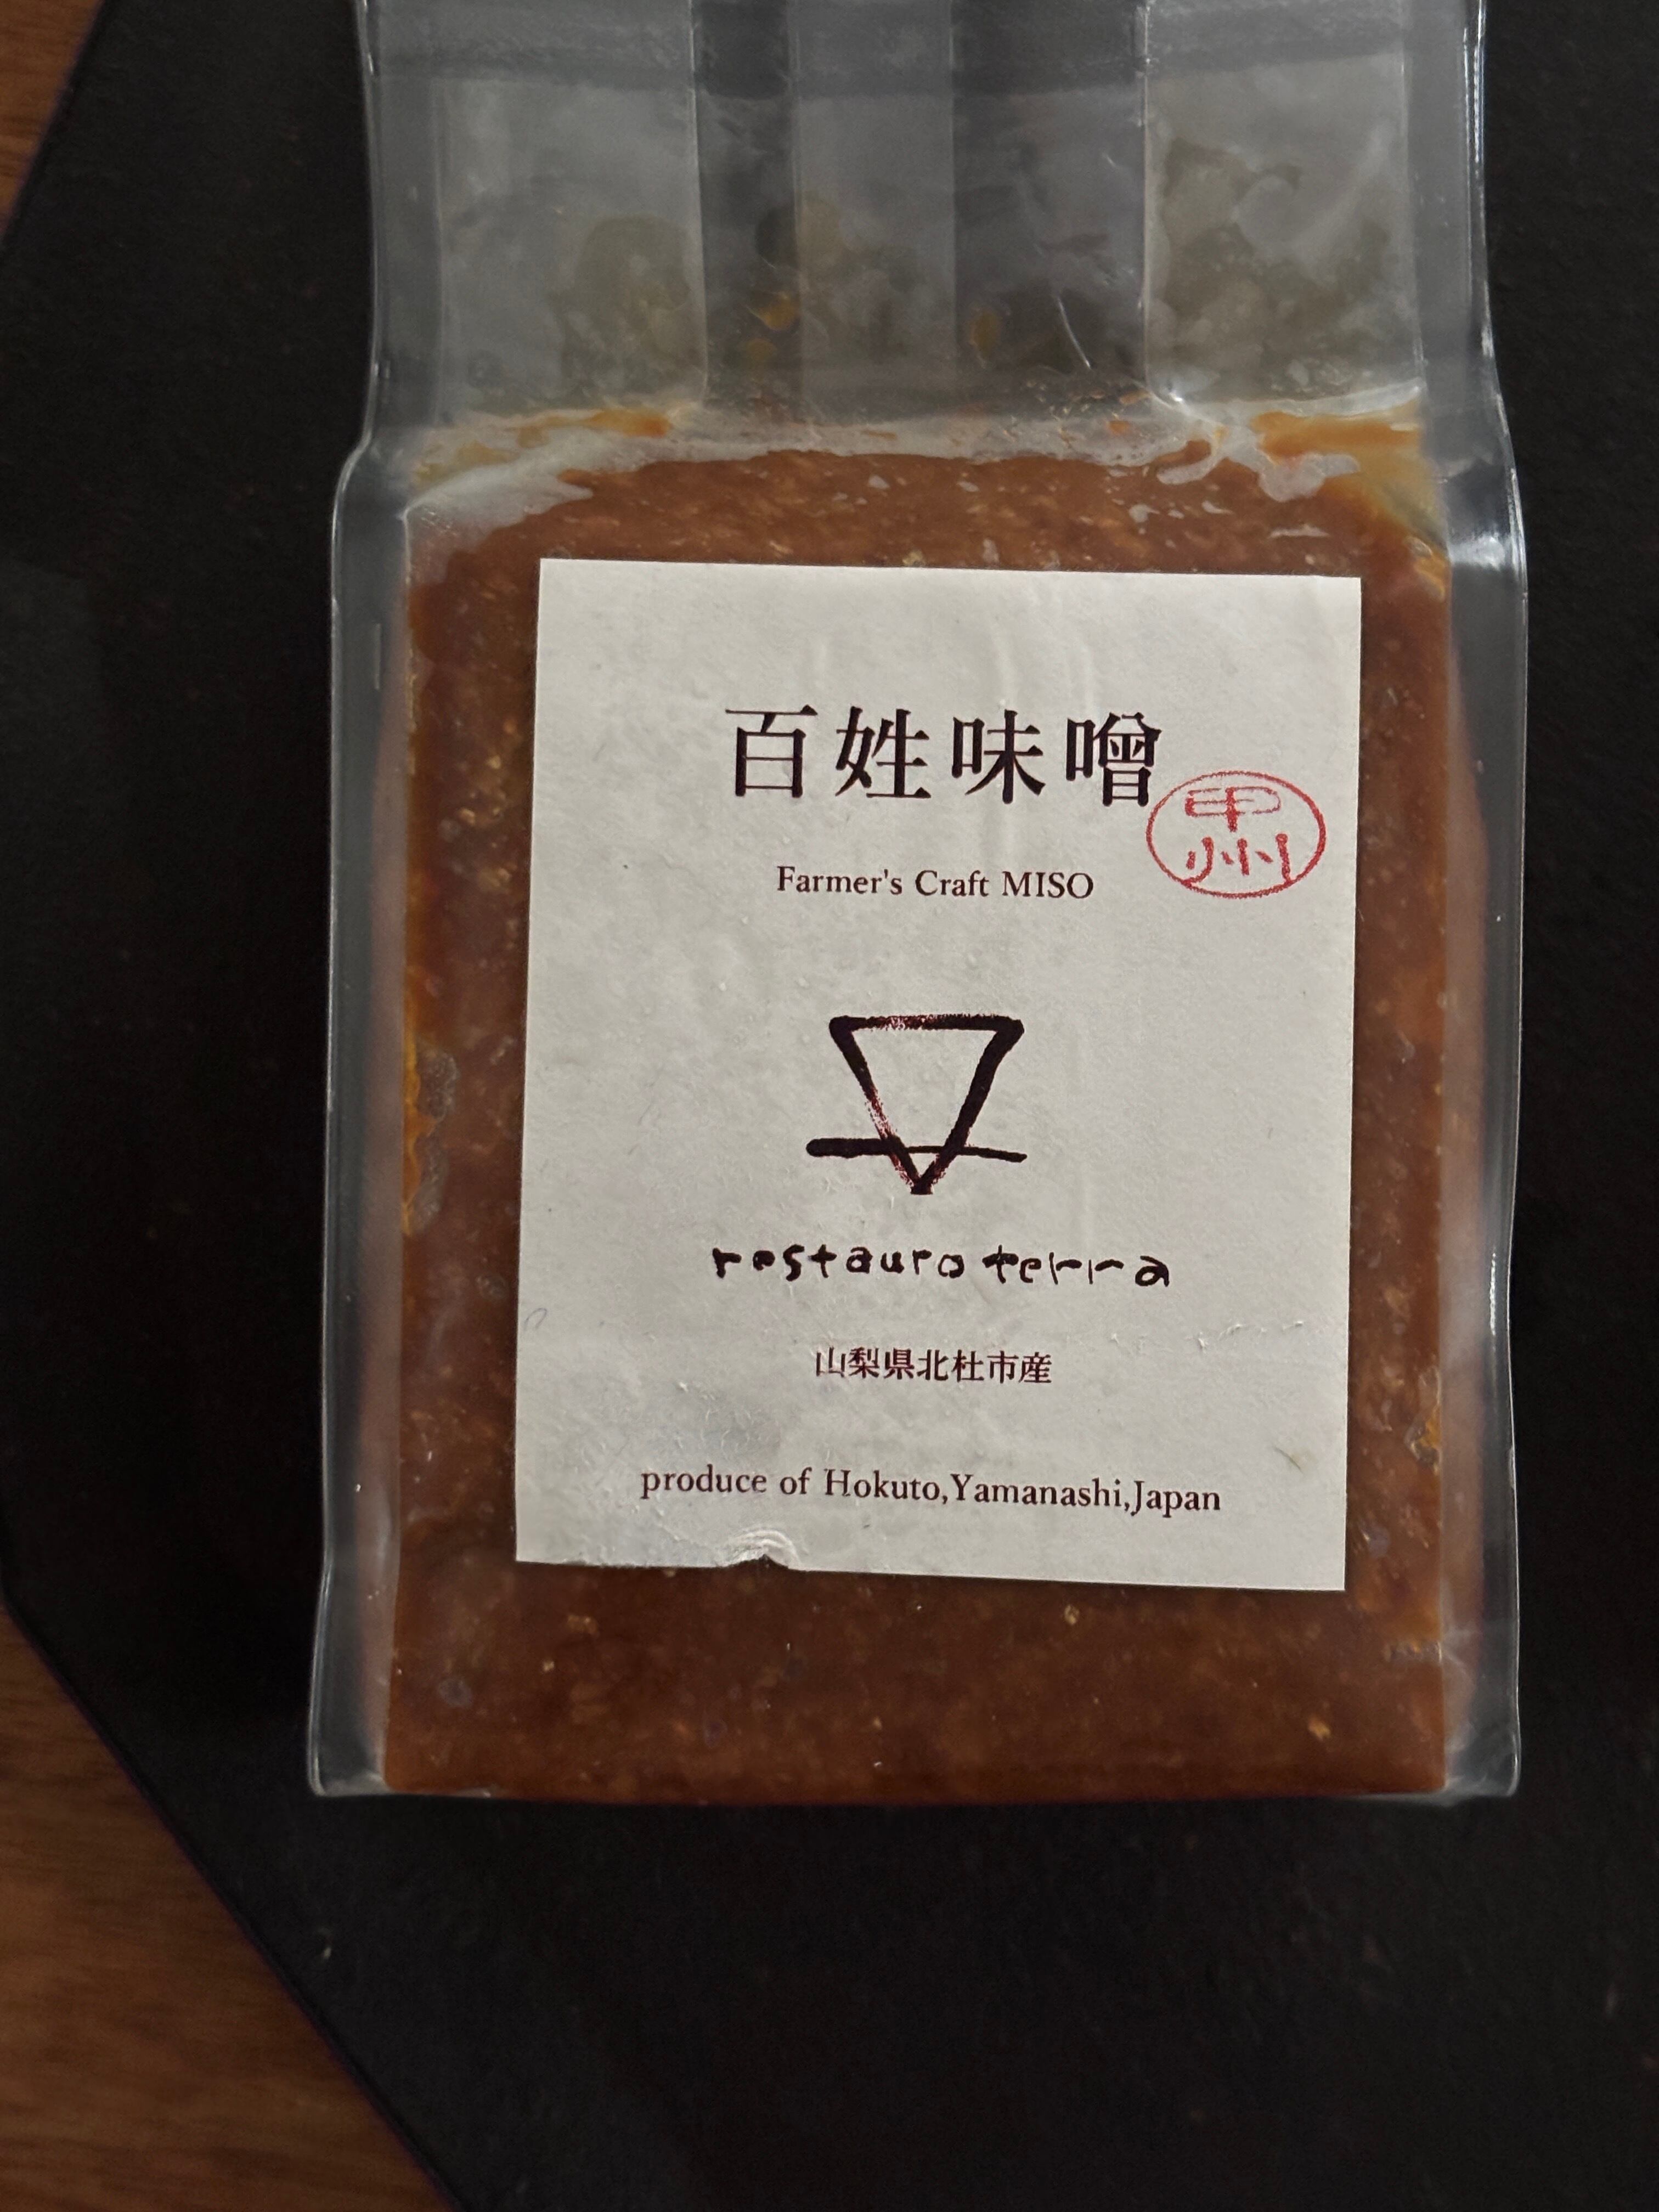 百姓味噌
甲州
Farmer's Craft MISO
restauro terra
山梨県北杜市産
produce of Hokuto,Yamanashi,Japan